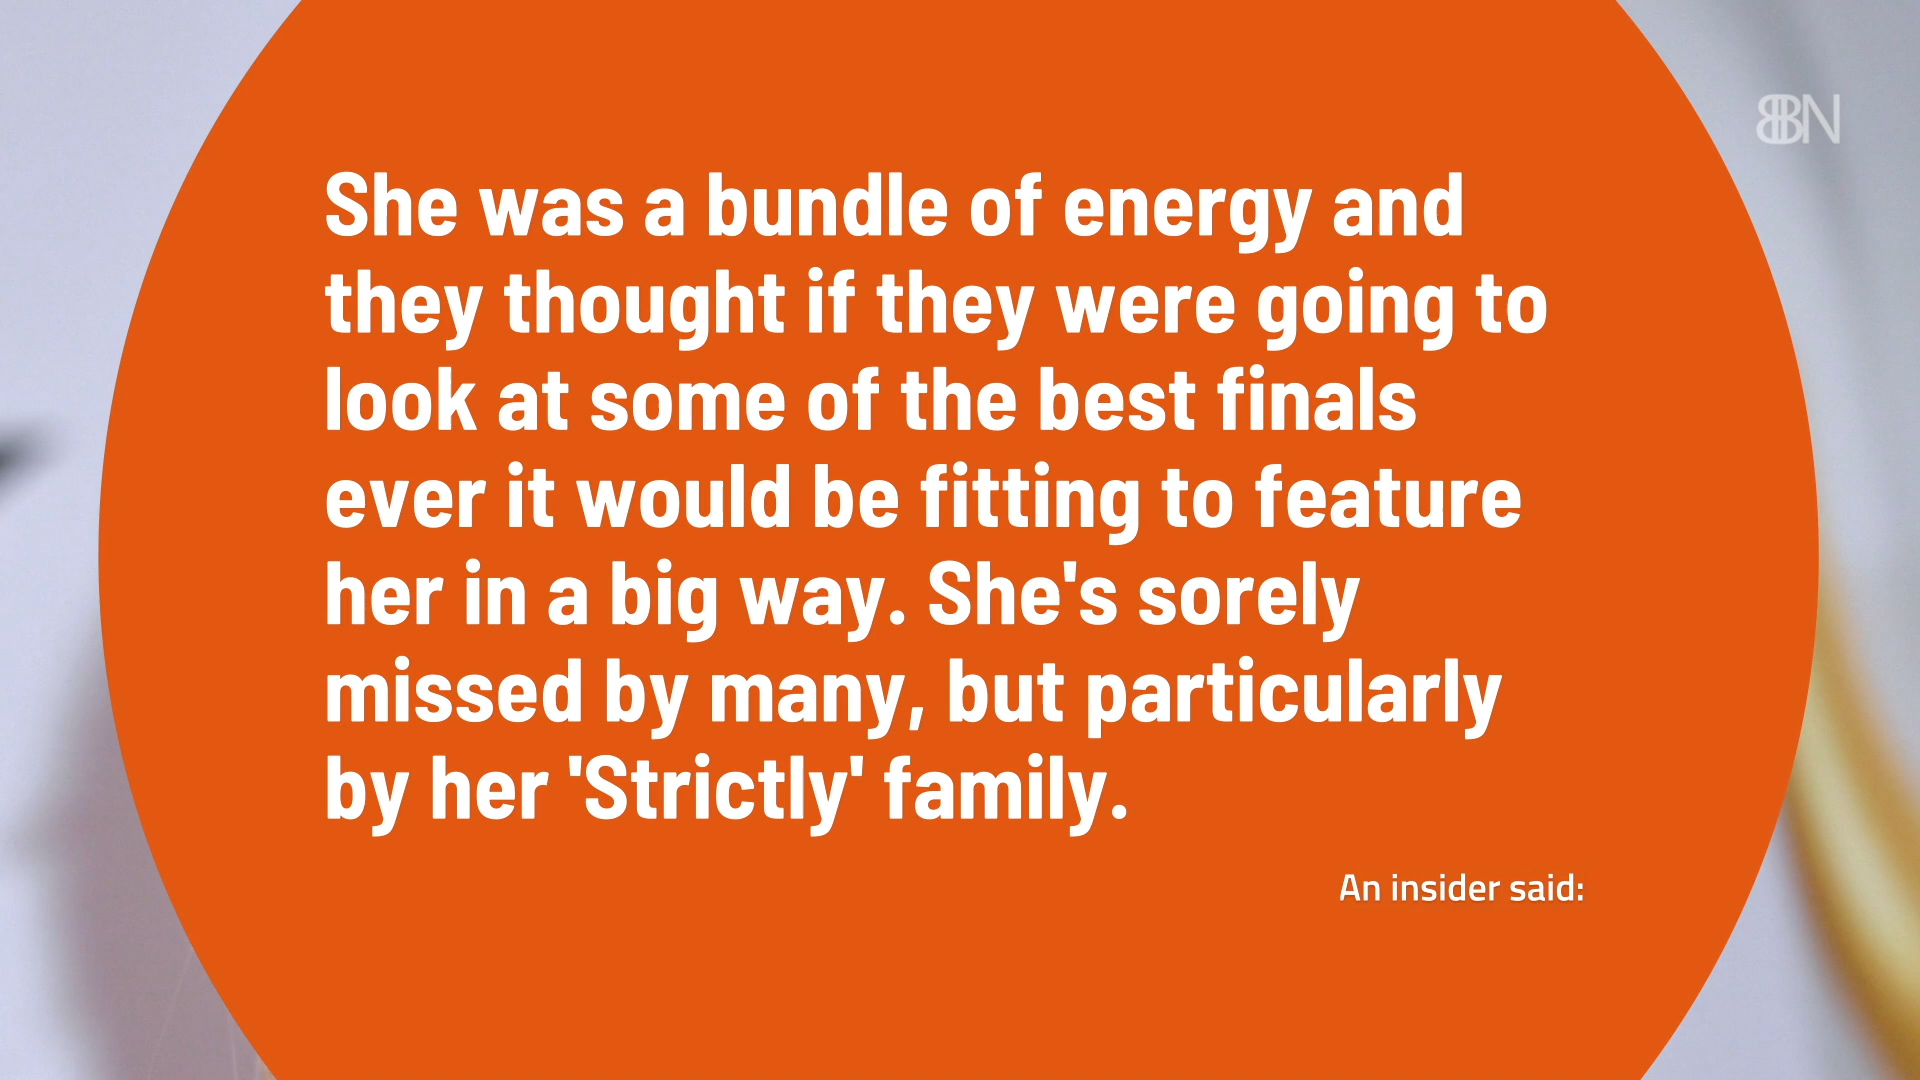 BBN
She was a bundle of energy and
they thought if they were going to
look at some of the best finals
ever it would be fitting to feature
her in a big way. She's sorely
missed by many, but particularly
by her 'Strictly' family.
An insider said: